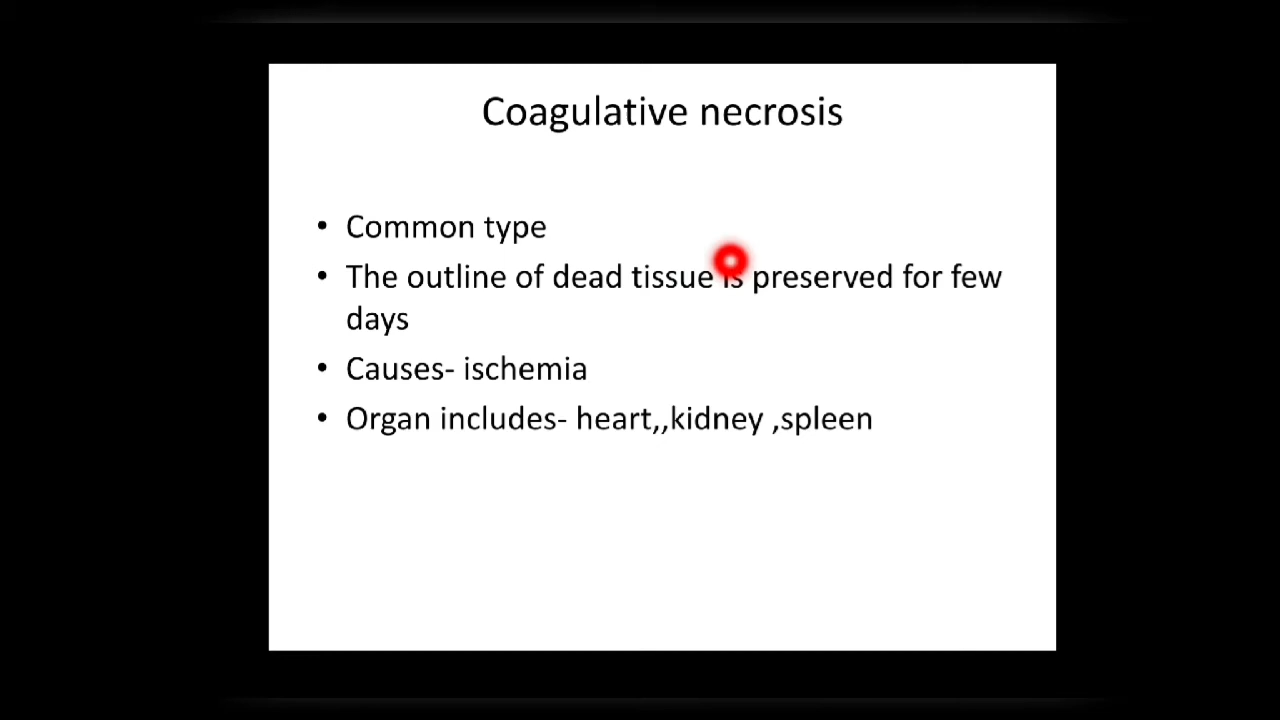 Coagulative necrosis
• Common type
• The outline of dead tissue is preserved for few
days
• Causes- ischemia
• Organ includes- heart,,kidney ,spleen